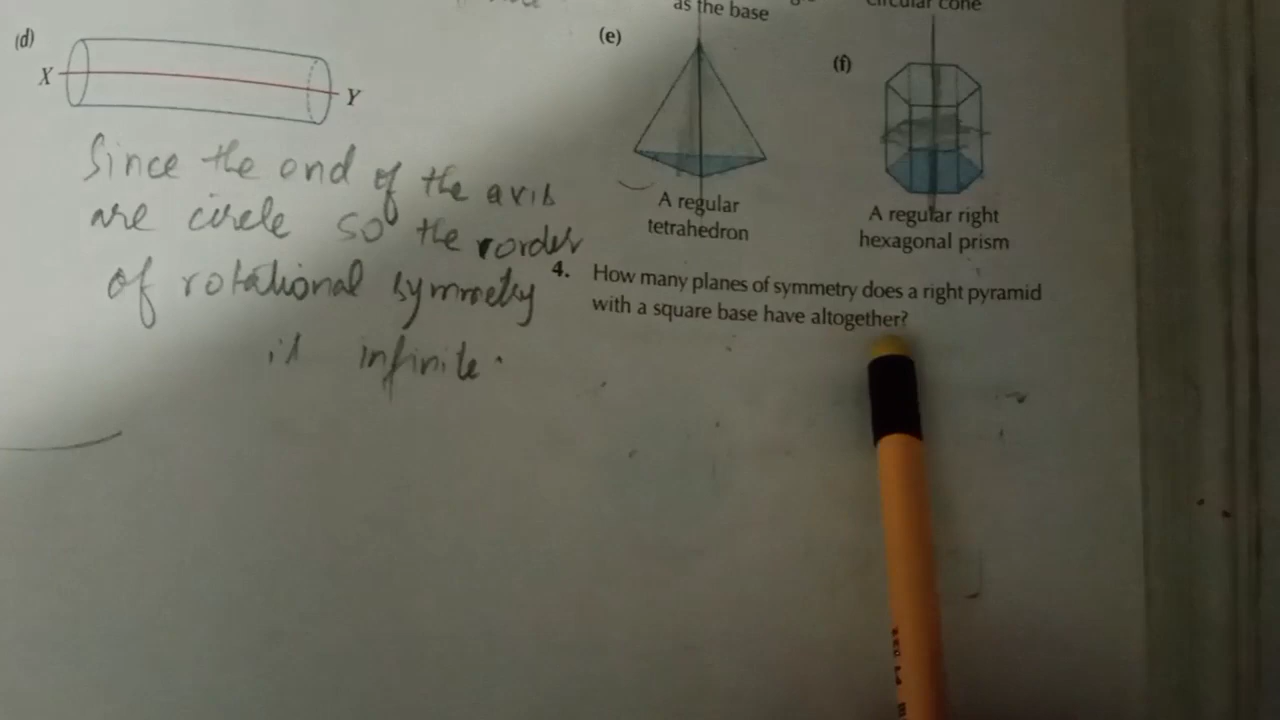 as the base
circular cone
(d)
X
Y
(e)
(f)
Since the end of the axis
are circle so the order
of rotational symmetry
is infinite.
A regular
tetrahedron
A regular right
hexagonal prism
4. How many planes of symmetry does a right pyramid
with a square base have altogether?